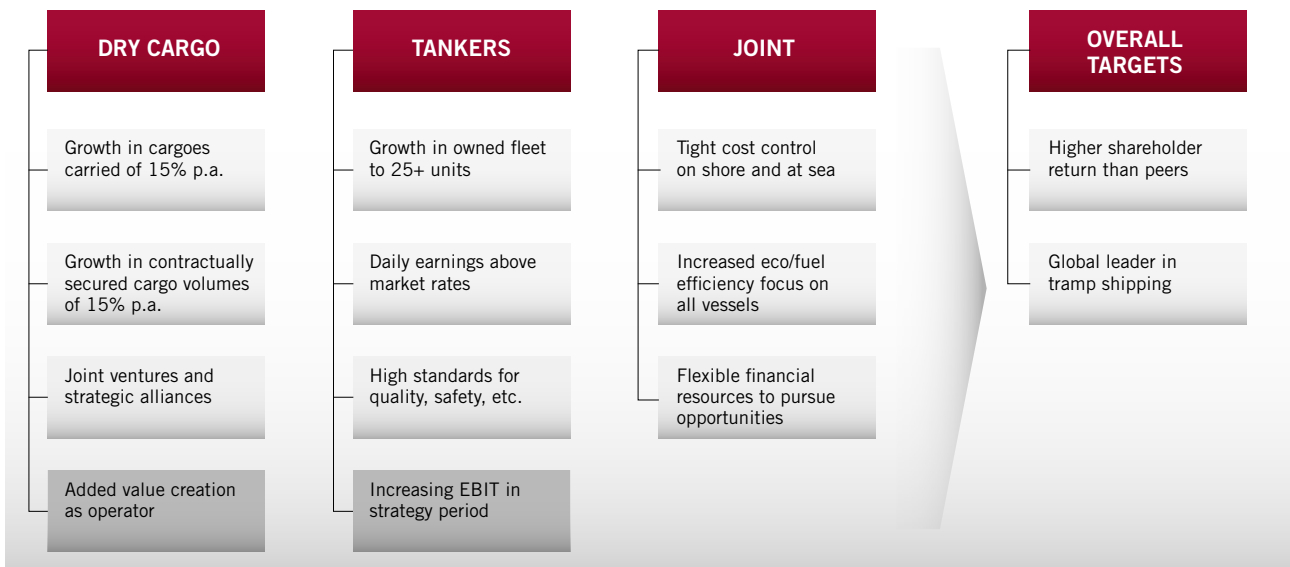 DRY CARGO
Growth in cargoes
carried of 15% p.a.
Growth in contractually
secured cargo volumes
of 15% p.a.
Joint ventures and
strategic alliances
Added value creation
as operator
TANKERS
Growth in owned fleet
to 25+ units
Daily earnings above
market rates
High standards for
quality, safety, etc.
Increasing EBIT in
strategy period
JOINT
Tight cost control
on shore and at sea
Increased eco/fuel
efficiency focus on
all vessels
Flexible financial
resources to pursue
opportunities
OVERALL
TARGETS
Higher shareholder
return than peers
Global leader in
tramp shipping